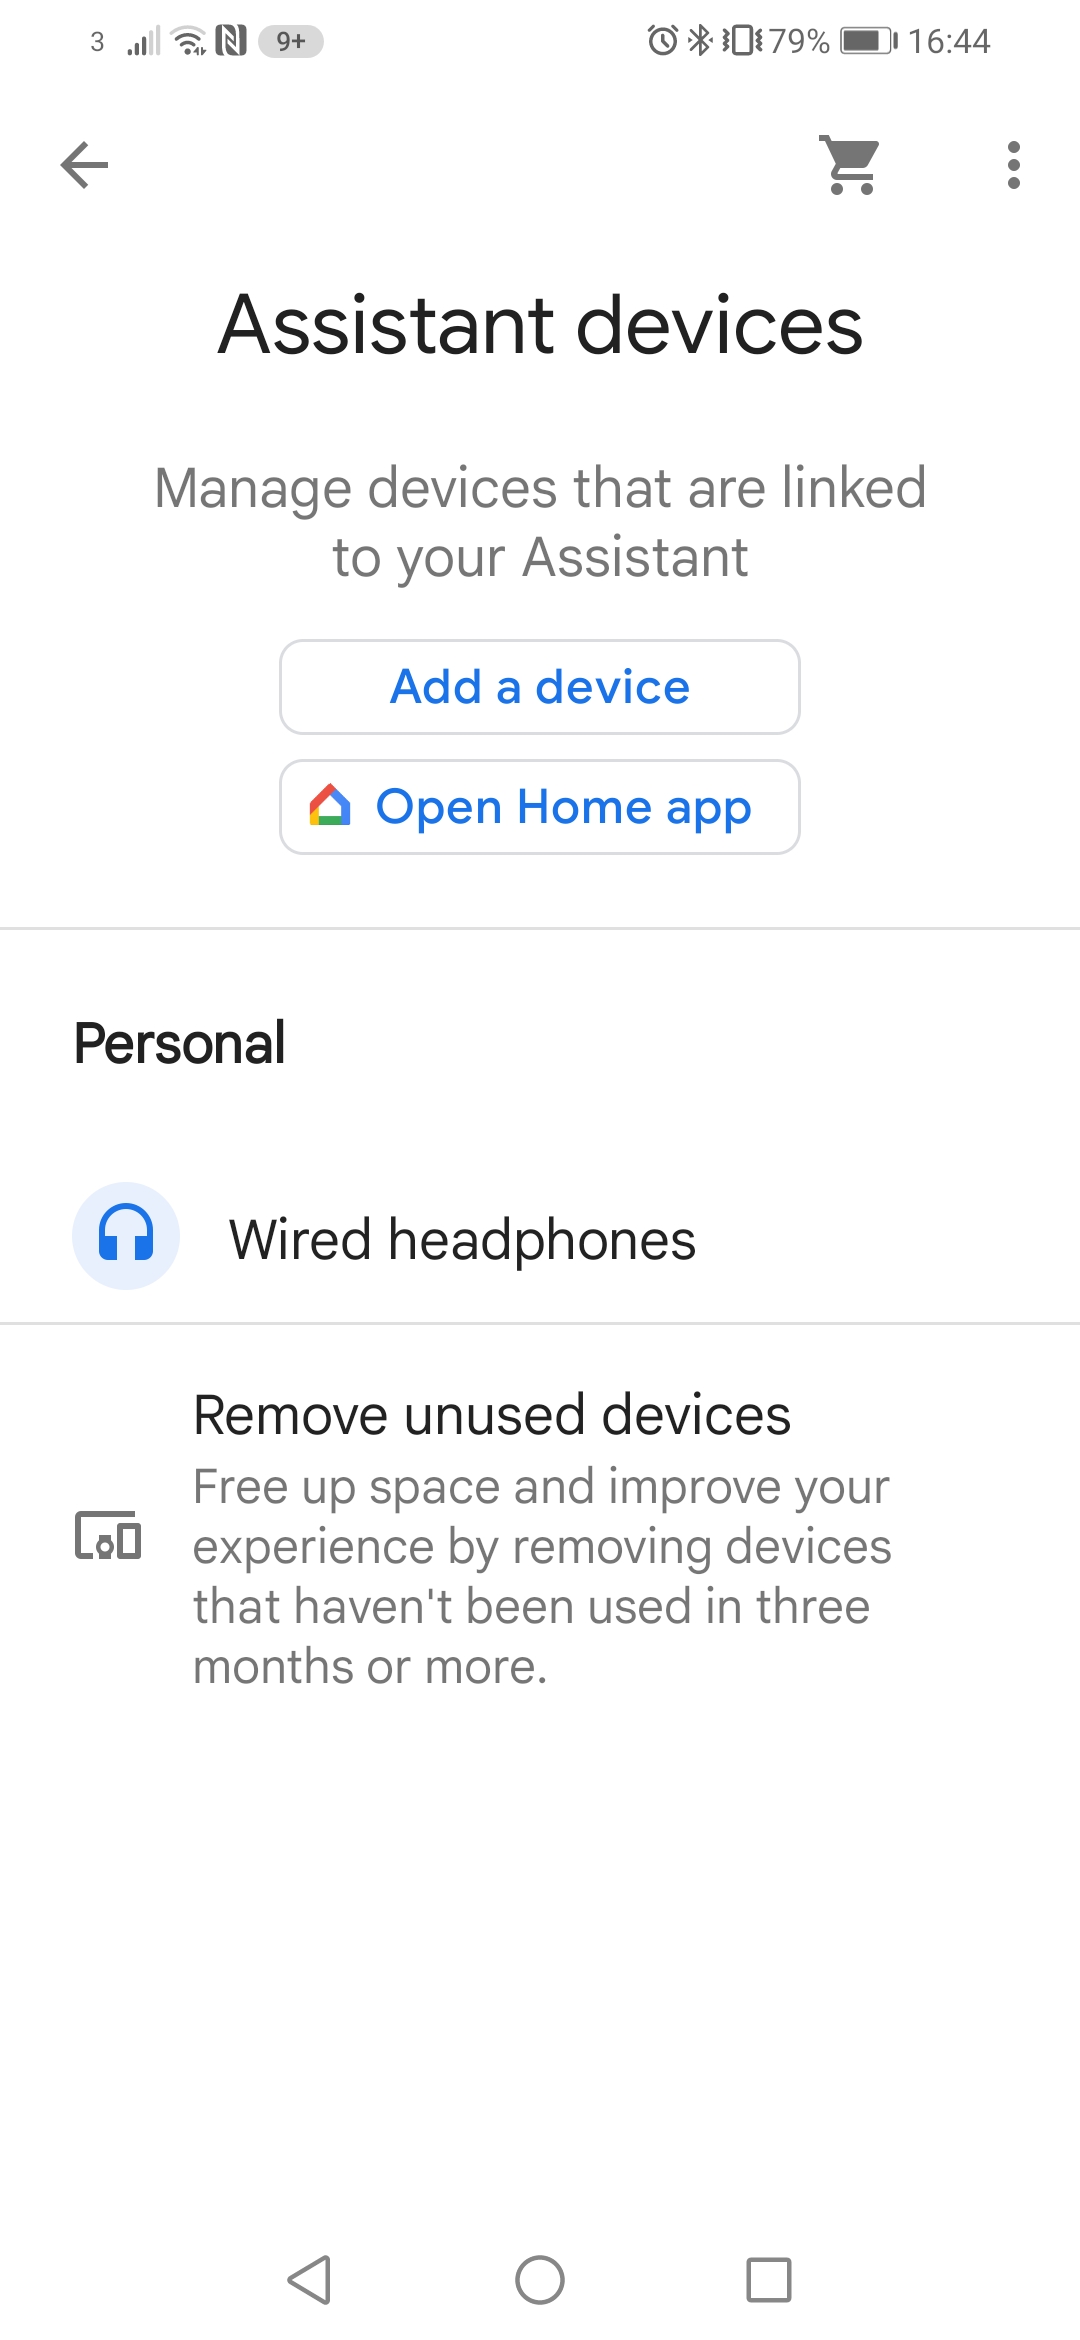 3 9+ 79% 16:44
Assistant devices
Manage devices that are linked
to your Assistant
Add a device
Open Home app
Personal
Wired headphones
Remove unused devices
Free up space and improve your
experience by removing devices
that haven't been used in three
months or more.